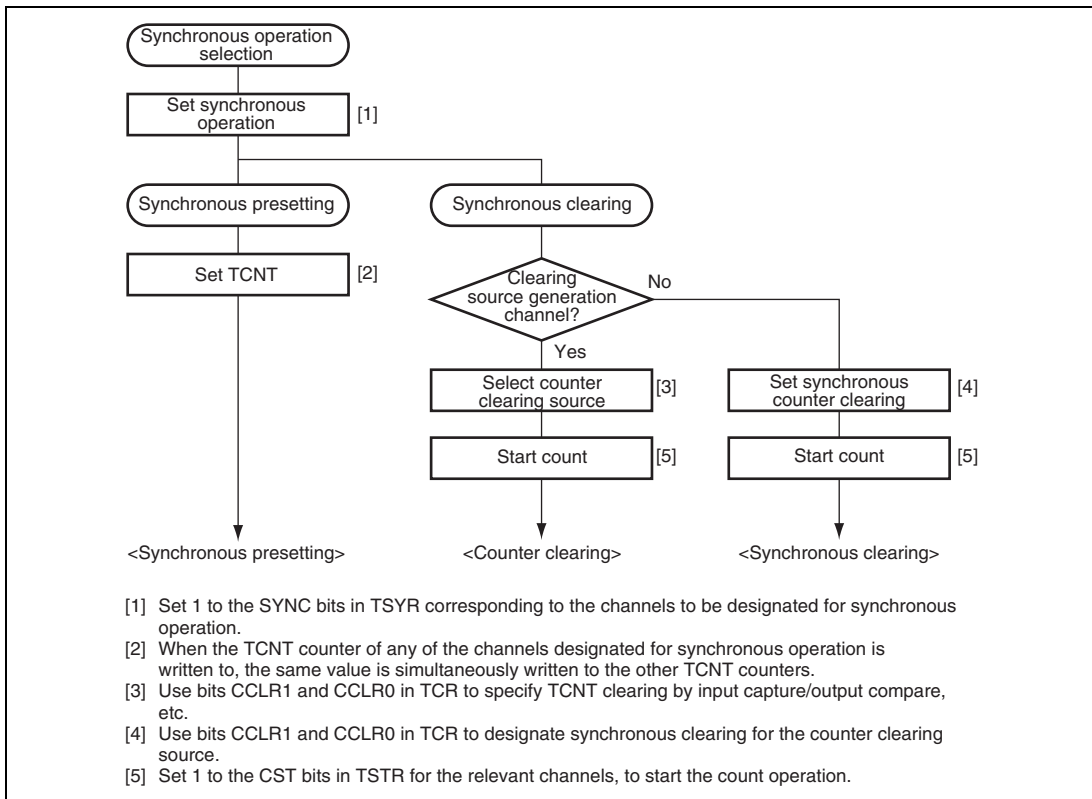 Synchronous operation
selection
Set synchronous
operation
[1]
Synchronous presetting
Synchronous clearing
Set TCNT
[2]
Clearing
source generation
channel?
No
Yes
Select counter
clearing source
[3]
Set synchronous
counter clearing
[4]
Start count
[5]
Start count
[5]
<Synchronous presetting>
<Counter clearing>
<Synchronous clearing>
[1] Set 1 to the SYNC bits in TSYR corresponding to the channels to be designated for synchronous
operation.
[2] When the TCNT counter of any of the channels designated for synchronous operation is
written to, the same value is simultaneously written to the other TCNT counters.
[3] Use bits CCLR1 and CCLR0 in TCR to specify TCNT clearing by input capture/output compare,
etc.
[4] Use bits CCLR1 and CCLR0 in TCR to designate synchronous clearing for the counter clearing
source.
[5] Set 1 to the CST bits in TSTR for the relevant channels, to start the count operation.